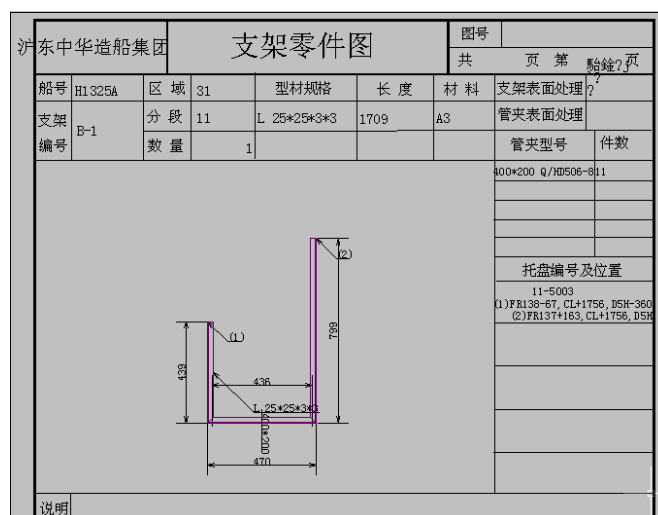 沪东中华造船集团
支架零件图
图号
共 页 第 页
船号 H1325A 区 域 31 型材规格 长 度 材 料 支架表面处理 ?
支架编号 B-1 分 段 11 L 25*25*3*3 1709 A3 管夹表面处理
数 量 1 管夹型号 件数
400*200 Q/HD506-811
托盘编号及位置
11-5003
(1)FR138-67,CL+1756,D5H-360
(2)FR137+163,CL+1756,D5H
(2)
(1)
799
439
436
L 25*25*3*3
400*200
470
说明